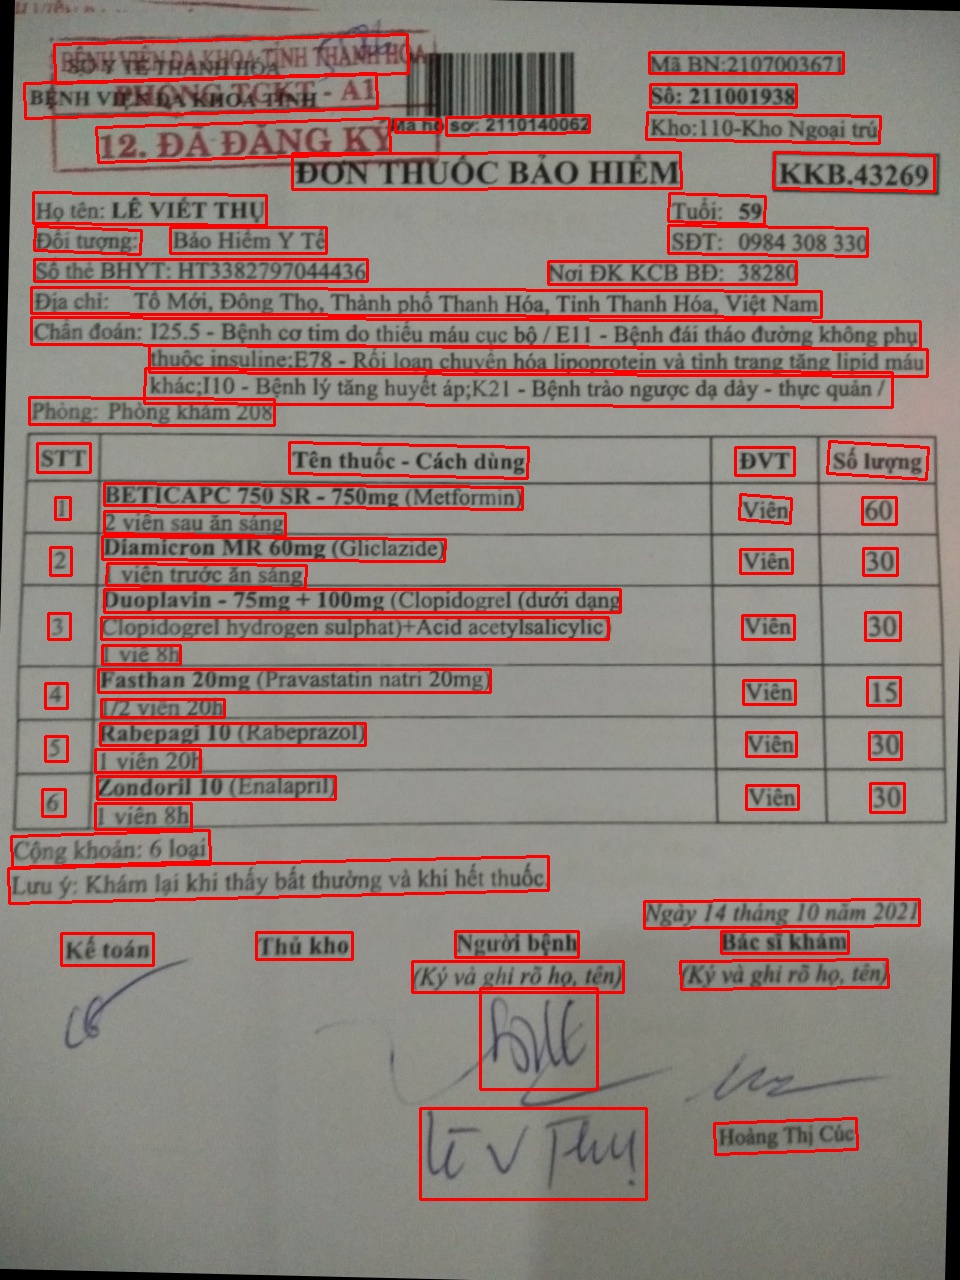 BỆNH VIỆN ĐA KHOA TỈNH THANH HÓA
SỞ Y TẾ THANH HÓA
PHÒNG TCKT - A1
BỆNH VIỆN ĐA KHOA TỈNH
12. ĐÃ ĐĂNG KÝ
Mã hồ sơ: 2110140062
Mã BN:2107003671
Số: 211001938
Kho:110-Kho Ngoại trú
ĐƠN THUỐC BẢO HIỂM
KKB.43269
Họ tên: LÊ VIẾT THỤ Tuổi: 59
Đối tượng: Bảo Hiểm Y Tế SĐT: 0984 308 330
Số thẻ BHYT: HT3382797044436 Nơi ĐK KCB BĐ: 38280
Địa chỉ: Tổ Mới, Đông Thọ, Thành phố Thanh Hóa, Tỉnh Thanh Hóa, Việt Nam
Chẩn đoán: I25.5 - Bệnh cơ tim do thiếu máu cục bộ / E11 - Bệnh đái tháo đường không phụ
thuộc insuline;E78 - Rối loạn chuyển hóa lipoprotein và tình trạng tăng lipid máu
khác;I10 - Bệnh lý tăng huyết áp;K21 - Bệnh trào ngược dạ dày - thực quản /
Phòng: Phòng khám 208
STT Tên thuốc - Cách dùng ĐVT Số lượng
1 BETICAPC 750 SR - 750mg (Metformin) Viên 60
2 viên sau ăn sáng
2 Diamicron MR 60mg (Gliclazide) Viên 30
1 viên trước ăn sáng
Duoplavin - 75mg + 100mg (Clopidogrel (dưới dạng
3 Clopidogrel hydrogen sulphat)+Acid acetylsalicylic) Viên 30
1 viê 8h
4 Fasthan 20mg (Pravastatin natri 20mg) Viên 15
1/2 viên 20h
5 Rabepagi 10 (Rabeprazol) Viên 30
1 viên 20h
6 Zondoril 10 (Enalapril) Viên 30
1 viên 8h
Cộng khoản: 6 loại
Lưu ý: Khám lại khi thấy bất thường và khi hết thuốc
Ngày 14 tháng 10 năm 2021
Kế toán Thủ kho Người bệnh Bác sĩ khám
(Ký và ghi rõ họ, tên) (Ký và ghi rõ họ, tên)
Lê V Thụ
Hoàng Thị Cúc